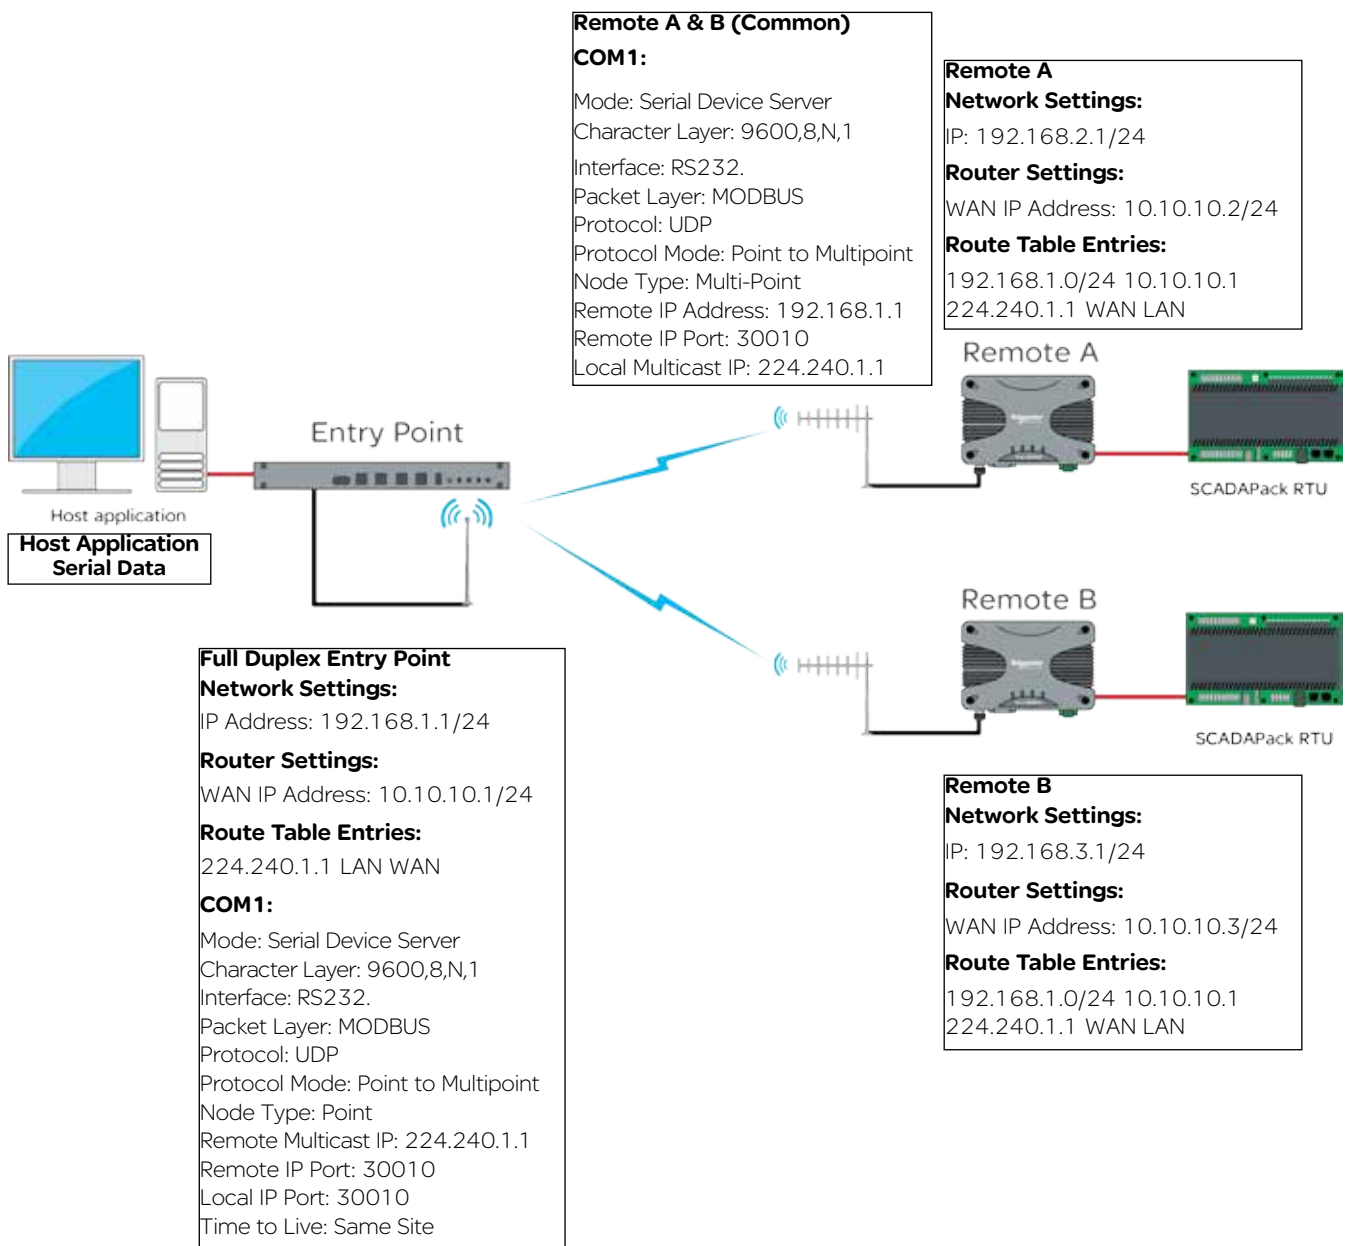 Remote A & B (Common)
COM1:
Mode: Serial Device Server
Character Layer: 9600,8,N,1
Interface: RS232.
Packet Layer: MODBUS
Protocol: UDP
Protocol Mode: Point to Multipoint
Node Type: Multi-Point
Remote IP Address: 192.168.1.1
Remote IP Port: 30010
Local Multicast IP: 224.240.1.1
Remote A
Network Settings:
IP: 192.168.2.1/24
Router Settings:
WAN IP Address: 10.10.10.2/24
Route Table Entries:
192.168.1.0/24 10.10.10.1
224.240.1.1 WAN LAN
Remote A
SCADAPack RTU
Entry Point
Host application
Host Application
Serial Data
Remote B
SCADAPack RTU
Full Duplex Entry Point
Network Settings:
IP Address: 192.168.1.1/24
Router Settings:
WAN IP Address: 10.10.10.1/24
Route Table Entries:
224.240.1.1 LAN WAN
COM1:
Mode: Serial Device Server
Character Layer: 9600,8,N,1
Interface: RS232.
Packet Layer: MODBUS
Protocol: UDP
Protocol Mode: Point to Multipoint
Node Type: Point
Remote Multicast IP: 224.240.1.1
Remote IP Port: 30010
Local IP Port: 30010
Time to Live: Same Site
Remote B
Network Settings:
IP: 192.168.3.1/24
Router Settings:
WAN IP Address: 10.10.10.3/24
Route Table Entries:
192.168.1.0/24 10.10.10.1
224.240.1.1 WAN LAN